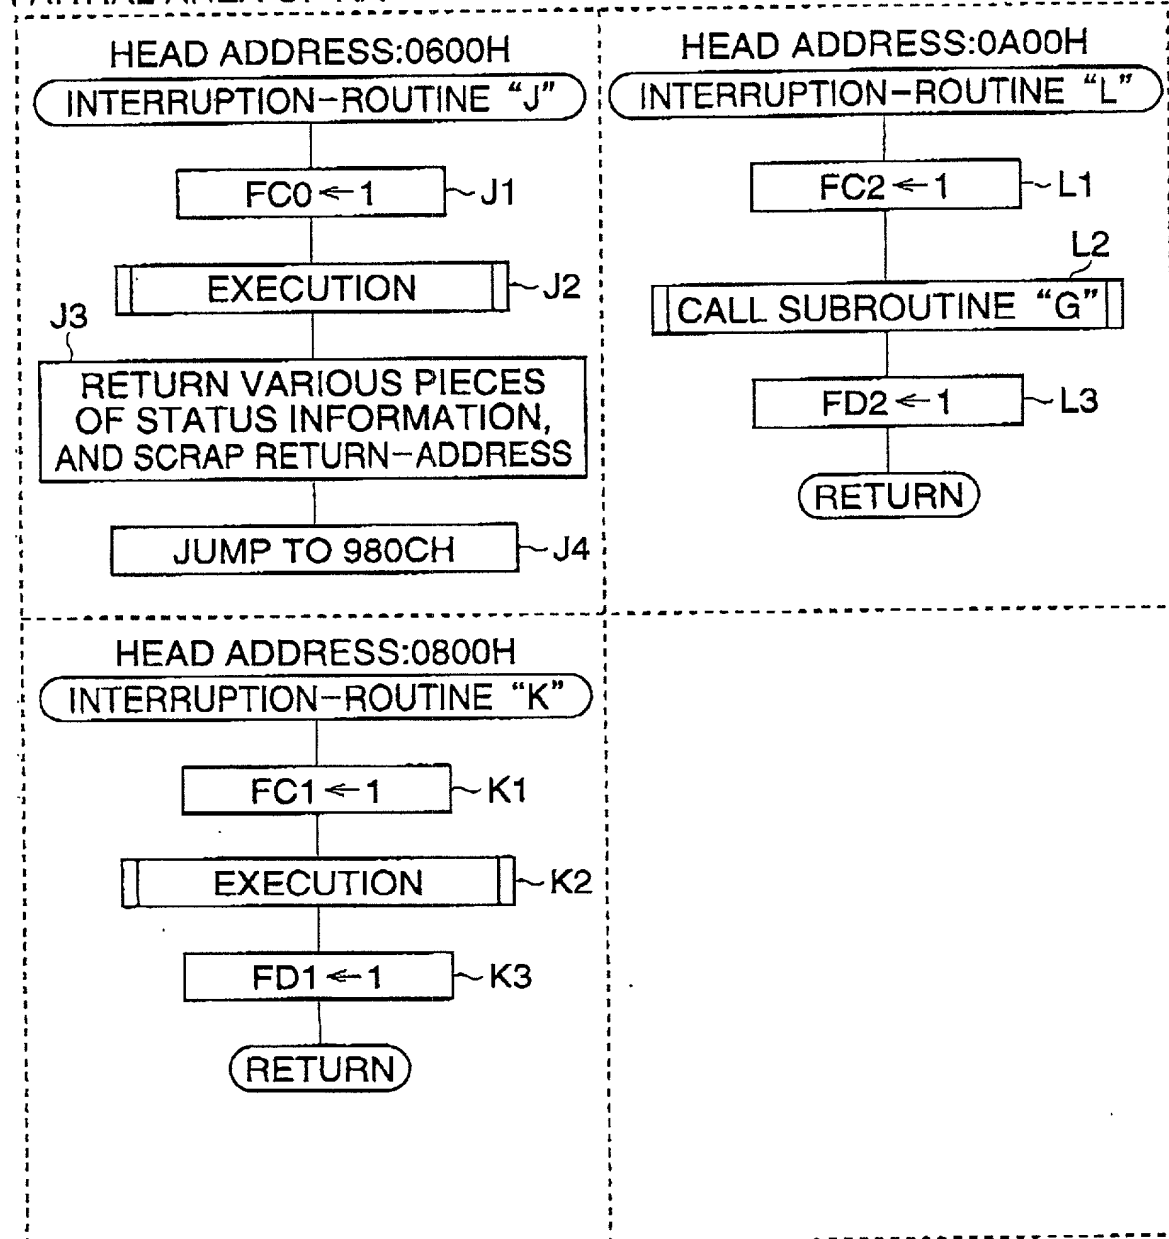 HEAD ADDRESS:0600H
INTERRUPTION-ROUTINE “J”
FC0←1
J1
EXECUTION
J2
J3
RETURN VARIOUS PIECES
OF STATUS INFORMATION,
AND SCRAP RETURN-ADDRESS
JUMP TO 980CH
J4
HEAD ADDRESS:0A00H
INTERRUPTION-ROUTINE “L”
FC2←1
L1
L2
CALL SUBROUTINE “G”
FD2←1
L3
RETURN
HEAD ADDRESS:0800H
INTERRUPTION-ROUTINE “K”
FC1←1
K1
EXECUTION
K2
FD1←1
K3
RETURN